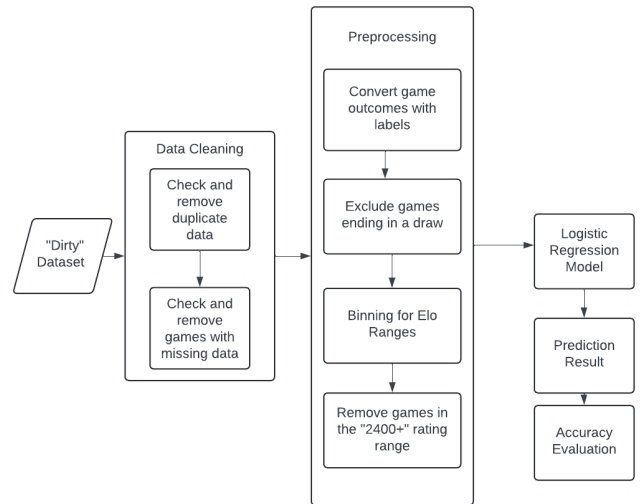 "Dirty"
Dataset
Data Cleaning
Check and
remove
duplicate
data
Check and
remove
games with
missing data
Preprocessing
Convert game
outcomes with
labels
Exclude games
ending in a draw
Binning for Elo
Ranges
Remove games in
the "2400+" rating
range
Logistic
Regression
Model
Prediction
Result
Accuracy
Evaluation